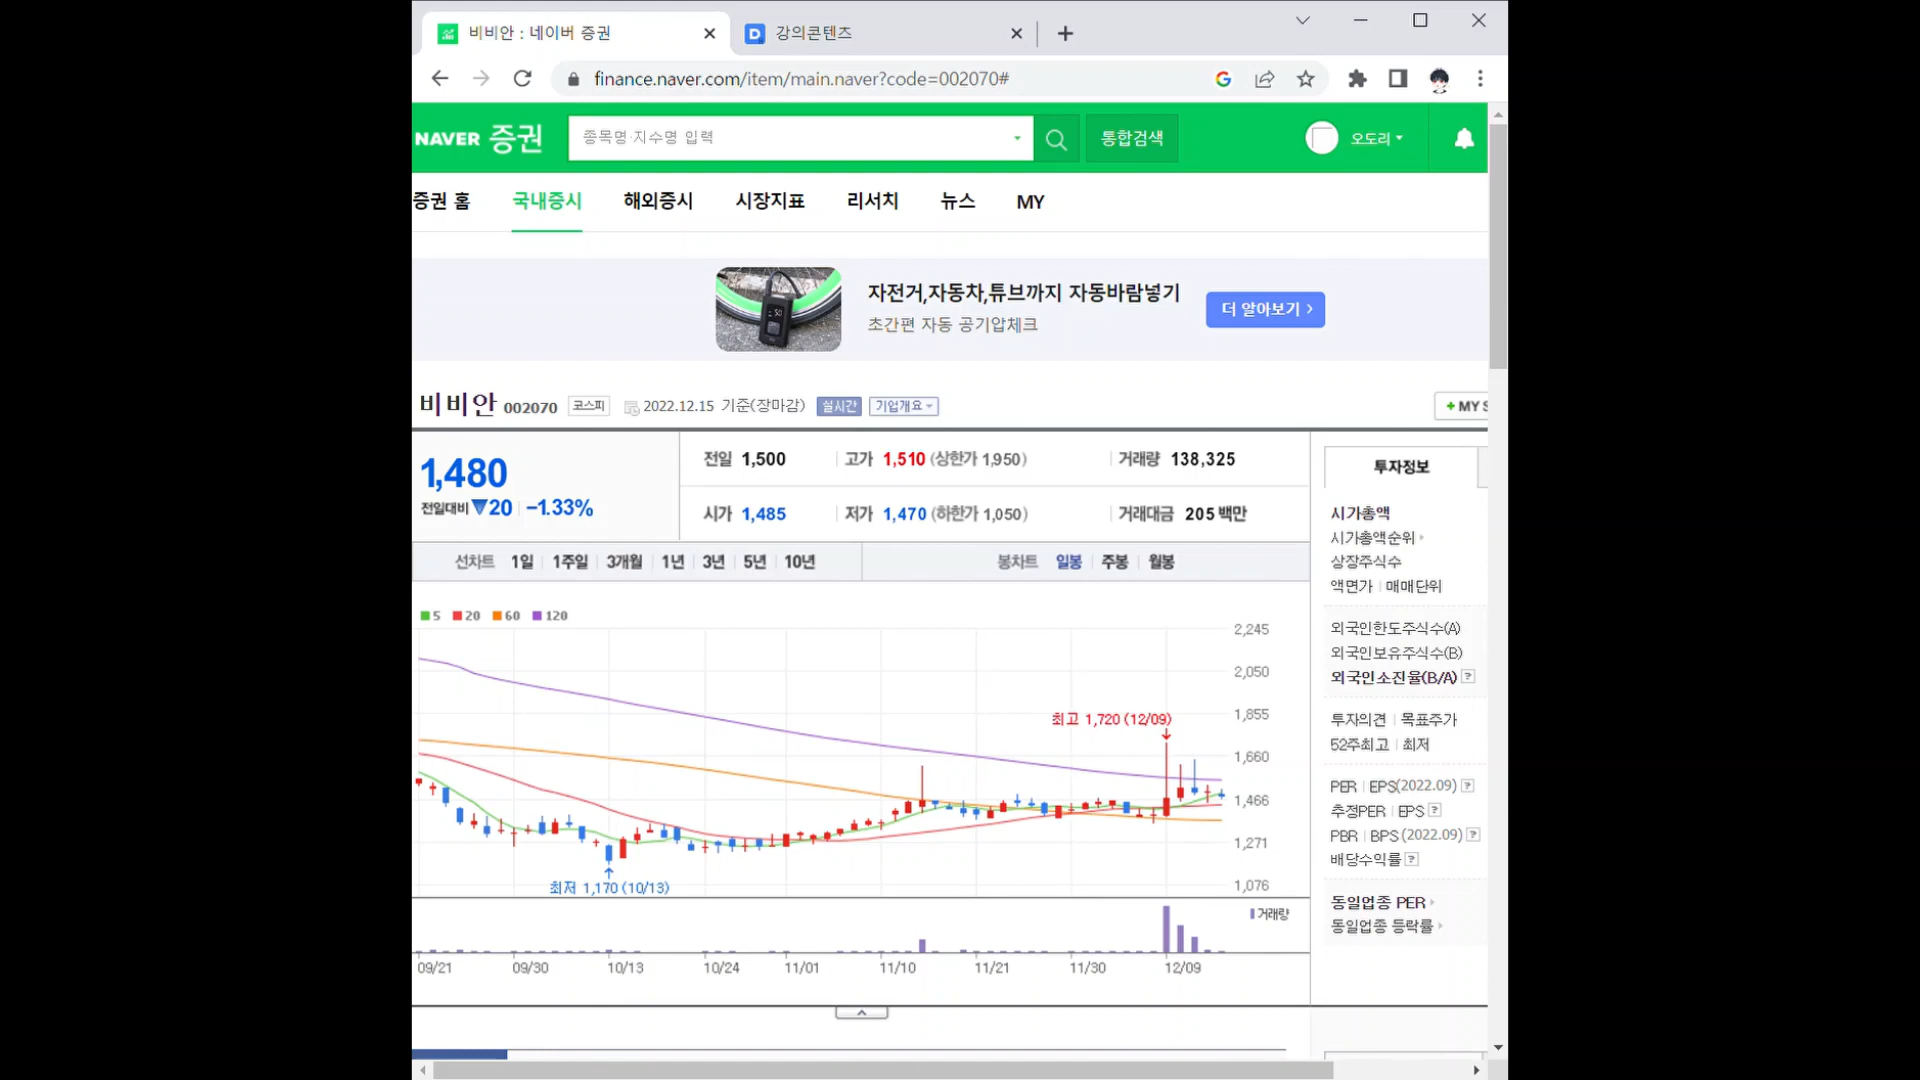 비비안 : 네이버 증권
강의콘텐츠
finance.naver.com/item/main.naver?code=002070#
NAVER 증권
종목명·지수명 입력
통합검색
오도리
증권 홈 국내증시 해외증시 시장지표 리서치 뉴스 MY
자전거,자동차,튜브까지 자동바람넣기
초간편 자동 공기압체크
더 알아보기
비비안 002070 코스피 2022.12.15 기준(장마감) 실시간 기업개요
+ MY S
1,480
전일대비 ▼20 -1.33%
전일 1,500 고가 1,510 (상한가 1,950) 거래량 138,325
시가 1,485 저가 1,470 (하한가 1,050) 거래대금 205 백만
선차트 1일 1주일 3개월 1년 3년 5년 10년 봉차트 일봉 주봉 월봉
5 20 60 120
2,245
2,050
1,855
1,660
1,466
1,271
1,076
최고 1,720 (12/09)
최저 1,170 (10/13)
거래량
09/21 09/30 10/13 10/24 11/01 11/10 11/21 11/30 12/09
투자정보
시가총액
시가총액순위
상장주식수
액면가 매매단위
외국인한도주식수(A)
외국인보유주식수(B)
외국인소진율(B/A) ?
투자의견 목표주가
52주최고 최저
PER EPS(2022.09) ?
추정PER EPS ?
PBR BPS (2022.09) ?
배당수익률 ?
동일업종 PER
동일업종 등락률